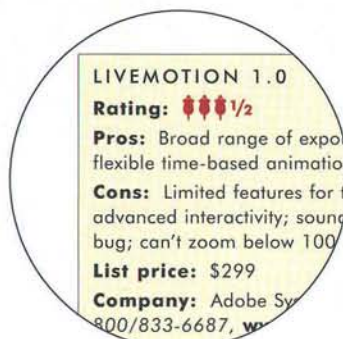 LIVEMOTION 1.0
Rating: 1/2
Pros: Broad range of
flexible time-based
Cons: Limited features for
advanced interactivity;
bug; can't zoom below 100
List price: $299
Company: Adobe
800/833-6687,